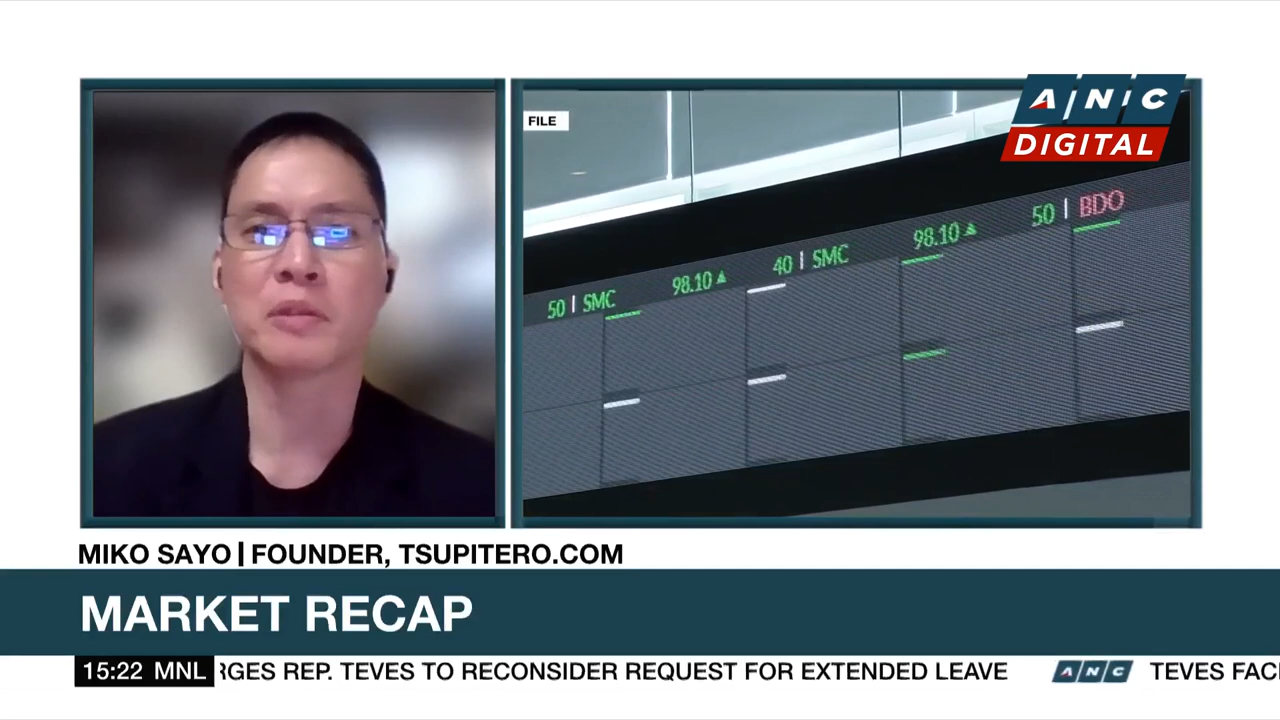 ANC
DIGITAL
FILE
50 | SMC 98.10 ▲ 40 | SMC 98.10 ▲ 50 | BDO
MIKO SAYO | FOUNDER, TSUPITERO.COM
MARKET RECAP
15:22 MNL RGES REP. TEVES TO RECONSIDER REQUEST FOR EXTENDED LEAVE ANC TEVES FACI